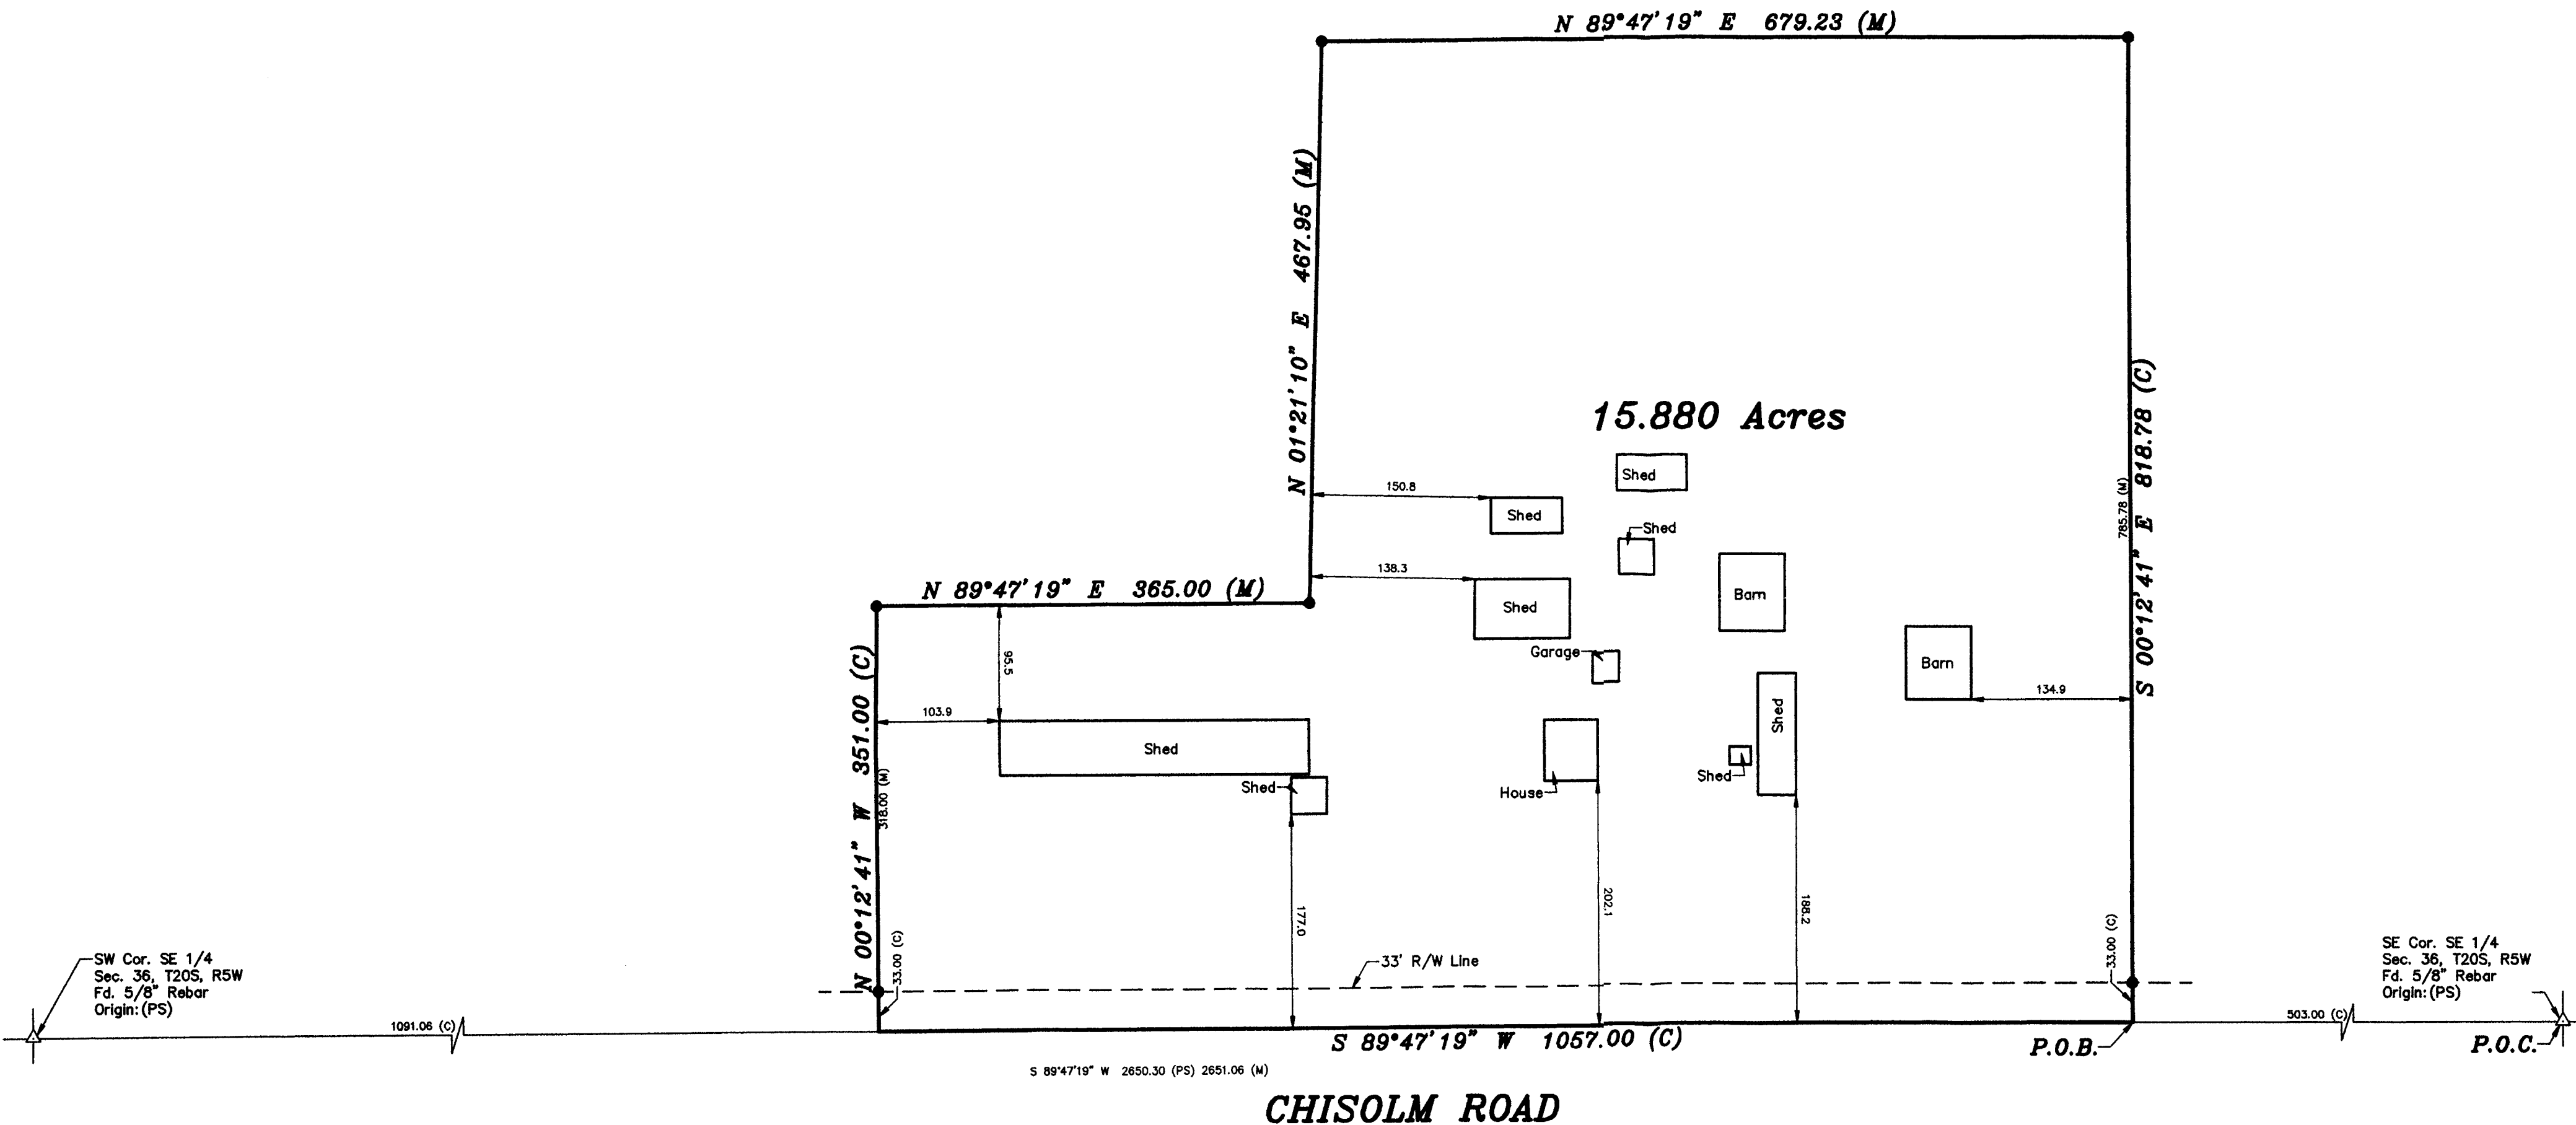 N 89°47'19" E 679.23 (M)
N 01°21'10" E 467.95 (M)
S 00°12'41" E 818.78 (C)
785.78 (M)
15.880 Acres
Shed
150.8
Shed
Shed
138.3
Shed
Barn
N 89°47'19" E 365.00 (M)
Garage
Barn
134.9
95.5
103.9
N 00°12'41" W 351.00 (C)
318.00 (M)
Shed
Shed
Shed
Shed
House
177.0
202.1
188.2
33.00 (C)
33.00 (C)
33' R/W Line
SW Cor. SE 1/4
Sec. 36, T20S, R5W
Fd. 5/8" Rebar
Origin:(PS)
SE Cor. SE 1/4
Sec. 36, T20S, R5W
Fd. 5/8" Rebar
Origin:(PS)
1091.06 (C)
503.00 (C)
S 89°47'19" W 1057.00 (C)
P.O.B.
P.O.C.
S 89°47'19" W 2650.30 (PS) 2651.06 (M)
CHISOLM ROAD